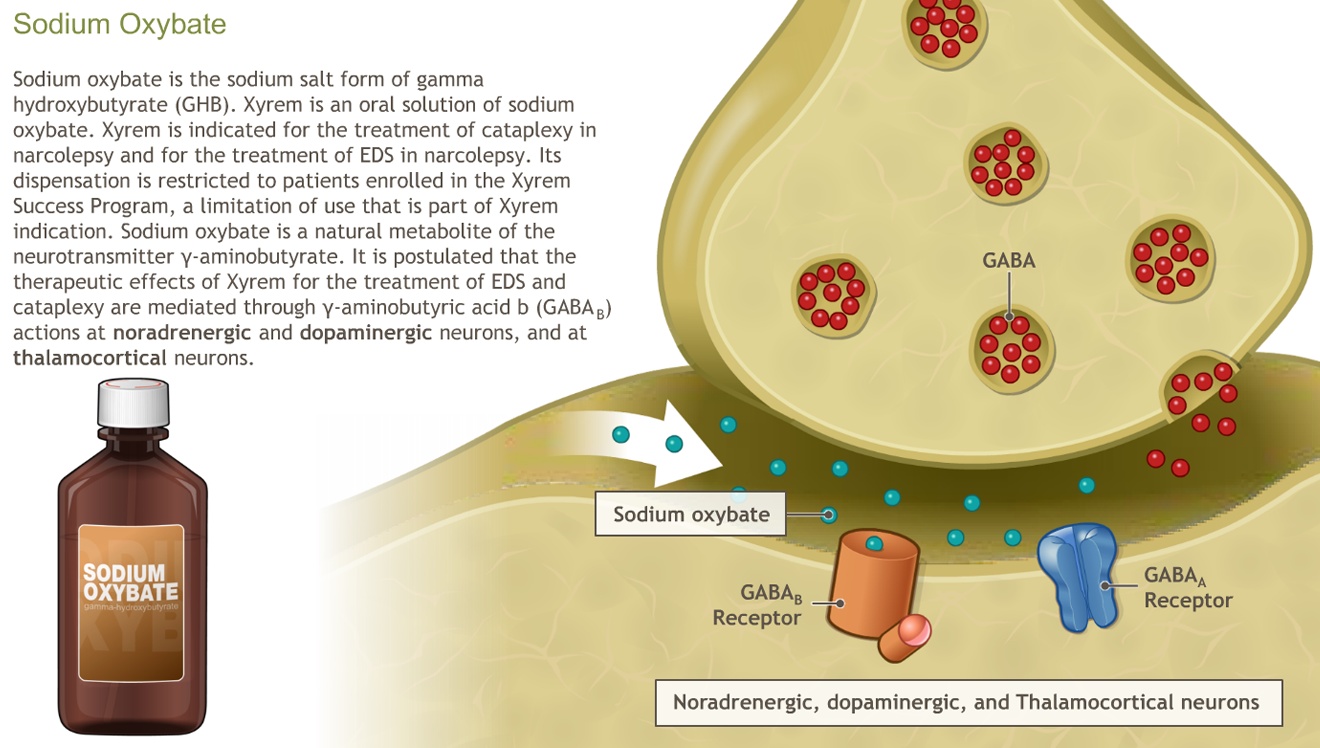 Sodium Oxybate
Sodium oxybate is the sodium salt form of gamma
hydroxybutyrate (GHB). Xyrem is an oral solution of sodium
oxybate. Xyrem is indicated for the treatment of cataplexy in
narcolepsy and for the treatment of EDS in narcolepsy. Its
dispensation is restricted to patients enrolled in the Xyrem
Success Program, a limitation of use that is part of Xyrem
indication. Sodium oxybate is a natural metabolite of the
neurotransmitter γ-aminobutyrate. It is postulated that the
therapeutic effects of Xyrem for the treatment of EDS and
cataplexy are mediated through γ-aminobutyric acid b (GABAB)
actions at noradrenergic and dopaminergic neurons, and at
thalamocortical neurons.
SODIUM
OXYBATE
gamma-hydroxybutyrate
GABA
Sodium oxybate
GABAB
Receptor
GABAA
Receptor
Noradrenergic, dopaminergic, and Thalamocortical neurons